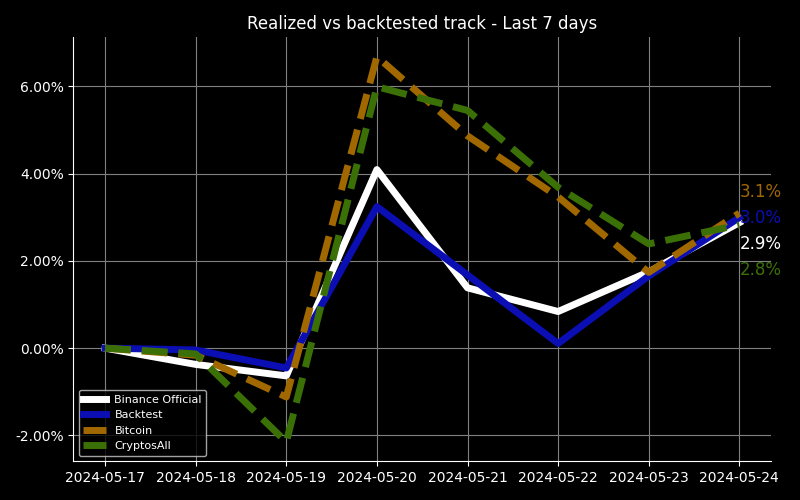 Realized vs backtested track - Last 7 days
6.00%
4.00%
2.00%
0.00%
-2.00%
3.1%
3.0%
2.9%
2.8%
Binance Official
Backtest
Bitcoin
CryptosAll
2024-05-17 2024-05-18 2024-05-19 2024-05-20 2024-05-21 2024-05-22 2024-05-23 2024-05-24